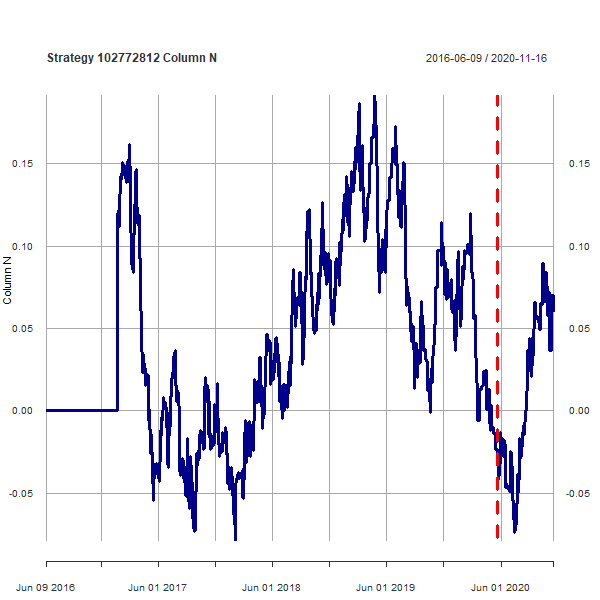 Strategy 102772812 Column N
2016-06-09 / 2020-11-16
Column N
0.15
0.10
0.05
0.00
-0.05
0.15
0.10
0.05
0.00
-0.05
Jun 09 2016
Jun 01 2017
Jun 01 2018
Jun 01 2019
Jun 01 2020